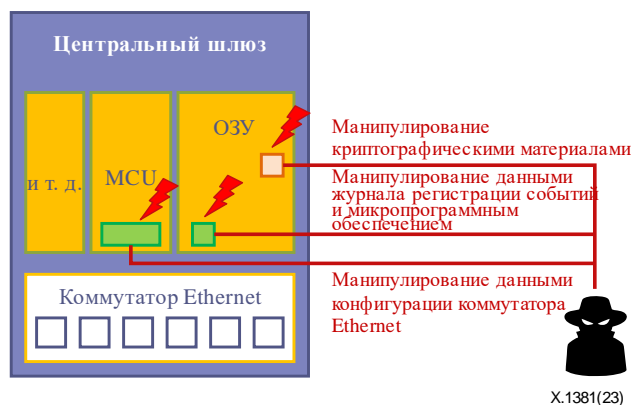 Центральный шлюз
ОЗУ
и т. д.
MCU
Манипулирование
криптографическими материалами
Манипулирование данными
журнала регистрации событий
и микропрограммным
обеспечением
Коммутатор Ethernet
Манипулирование данными
конфигурации коммутатора
Ethernet
X.1381(23)